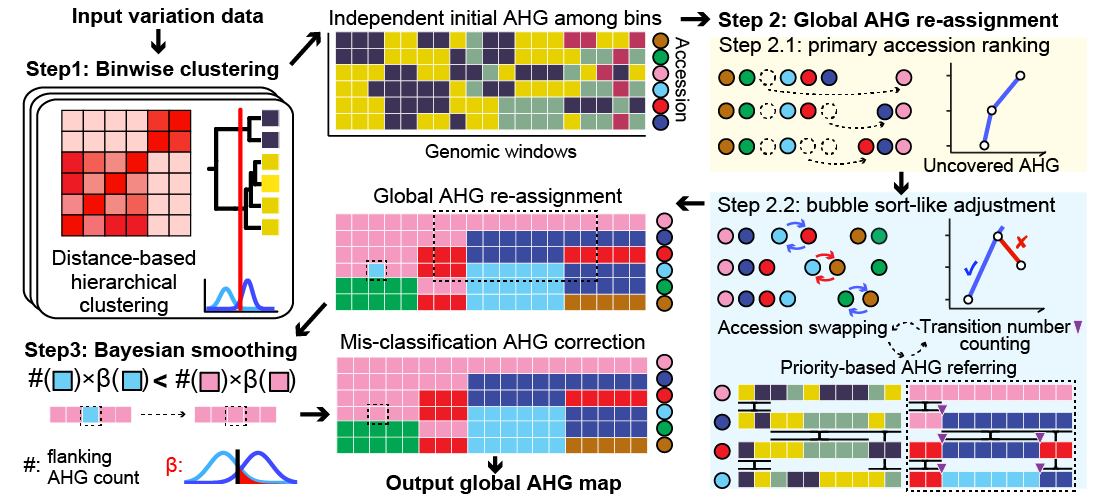 Input variation data
Step1: Binwise clustering
Distance-based
hierarchical
clustering
Independent initial AHG among bins
Accession
Genomic windows
Step 2: Global AHG re-assignment
Step 2.1: primary accession ranking
Uncovered AHG
Step 2.2: bubble sort-like adjustment
Accession swapping
Transition number
counting
Priority-based AHG referring
Global AHG re-assignment
Step3: Bayesian smoothing
#( )×β( ) < #( )×β( )
#: flanking
AHG count
β:
Mis-classification AHG correction
Output global AHG map